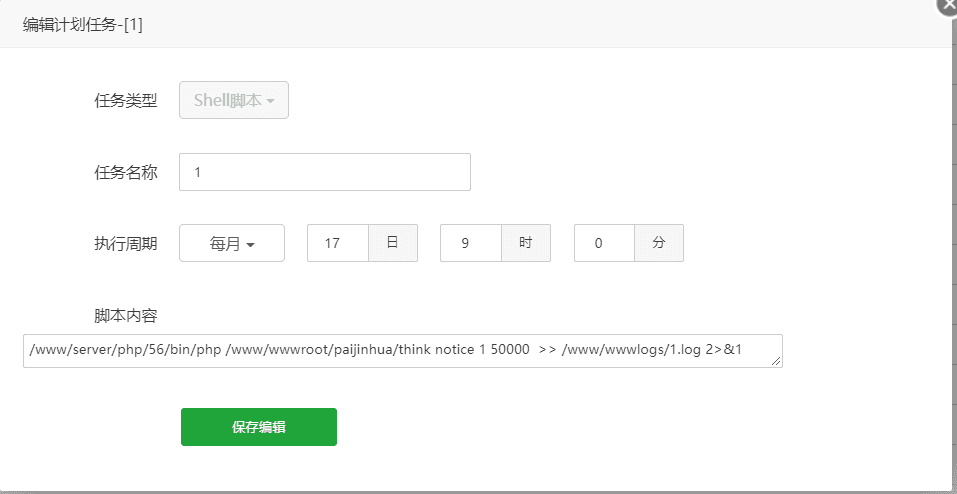 编辑计划任务-[1]
任务类型 Shell脚本
任务名称 1
执行周期 每月 17 日 9 时 0 分
脚本内容
/www/server/php/56/bin/php /www/wwwroot/paijinhua/think notice 1 50000 >> /www/wwwlogs/1.log 2>&1
保存编辑